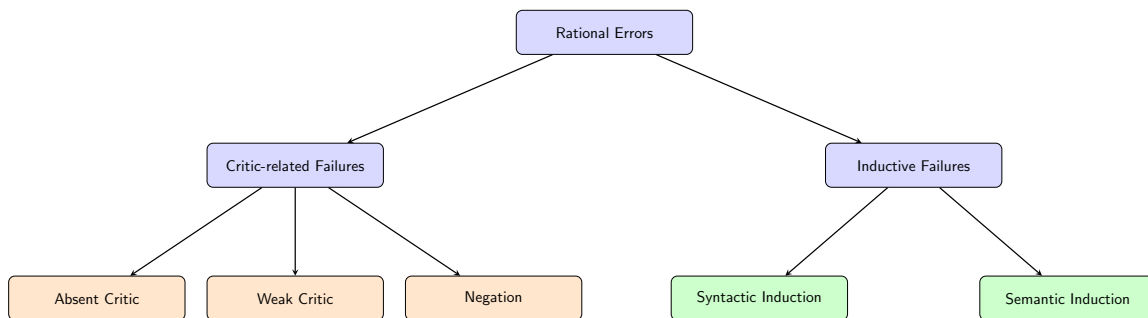 Rational Errors
Critic-related Failures
Inductive Failures
Absent Critic
Weak Critic
Negation
Syntactic Induction
Semantic Induction